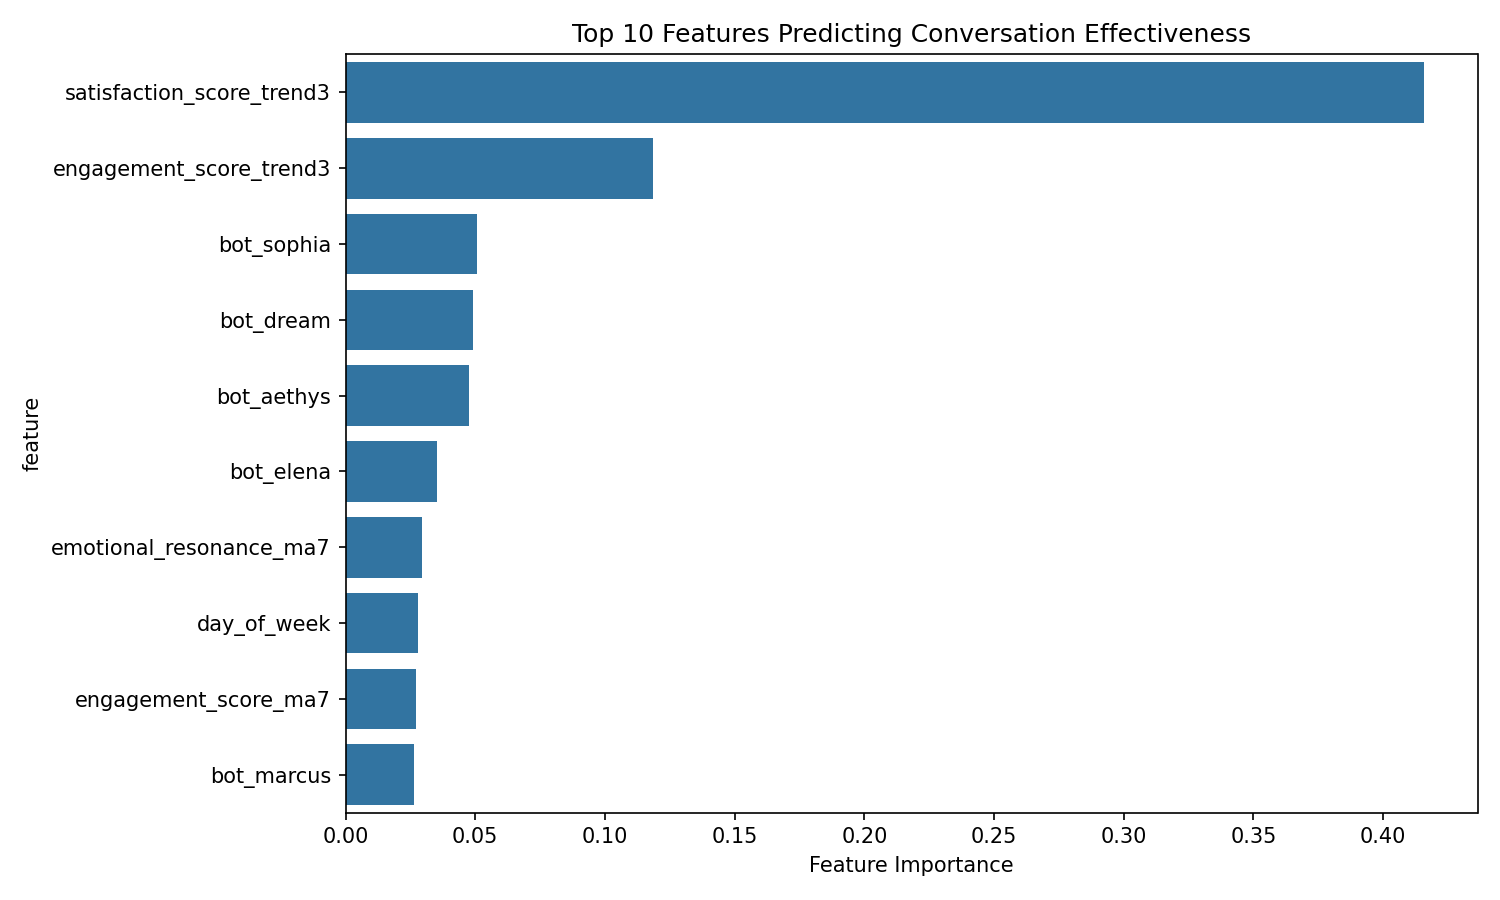 Top 10 Features Predicting Conversation Effectiveness
satisfaction_score_trend3
engagement_score_trend3
bot_sophia
bot_dream
bot_aethys
bot_elena
emotional_resonance_ma7
day_of_week
engagement_score_ma7
bot_marcus
feature
0.00 0.05 0.10 0.15 0.20 0.25 0.30 0.35 0.40
Feature Importance